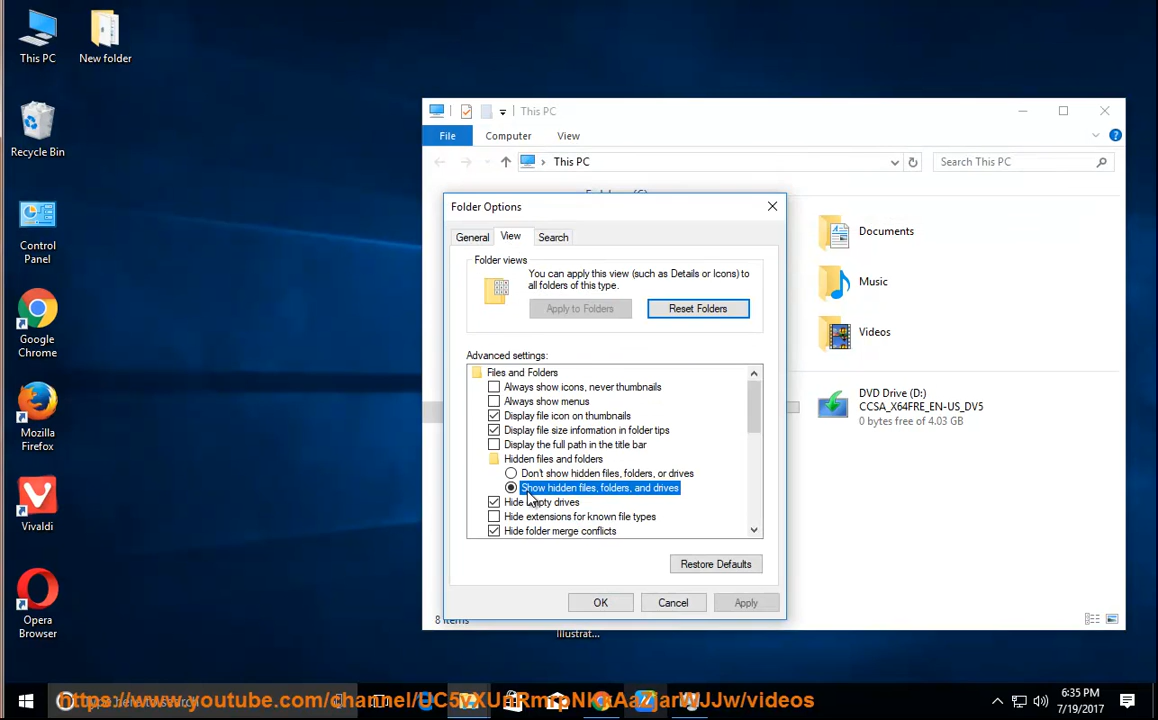 This PC
New folder
Recycle Bin
Control
Panel
Google
Chrome
Mozilla
Firefox
Vivaldi
Opera
Browser
This PC
File
Computer
View
This PC
Search This PC
Documents
Music
Videos
DVD Drive (D:)
CCSA_X64FRE_EN-US_DV5
0 bytes free of 4.03 GB
Folder Options
General
View
Search
Folder views
You can apply this view (such as Details or Icons) to
all folders of this type.
Apply to Folders
Reset Folders
Advanced settings:
Files and Folders
Always show icons, never thumbnails
Always show menus
Display file icon on thumbnails
Display file size information in folder tips
Display the full path in the title bar
Hidden files and folders
Don't show hidden files, folders, or drives
Show hidden files, folders, and drives
Hide empty drives
Hide extensions for known file types
Hide folder merge conflicts
Restore Defaults
OK
Cancel
Apply
8 items
Illustrat...
6:35 PM
7/19/2017